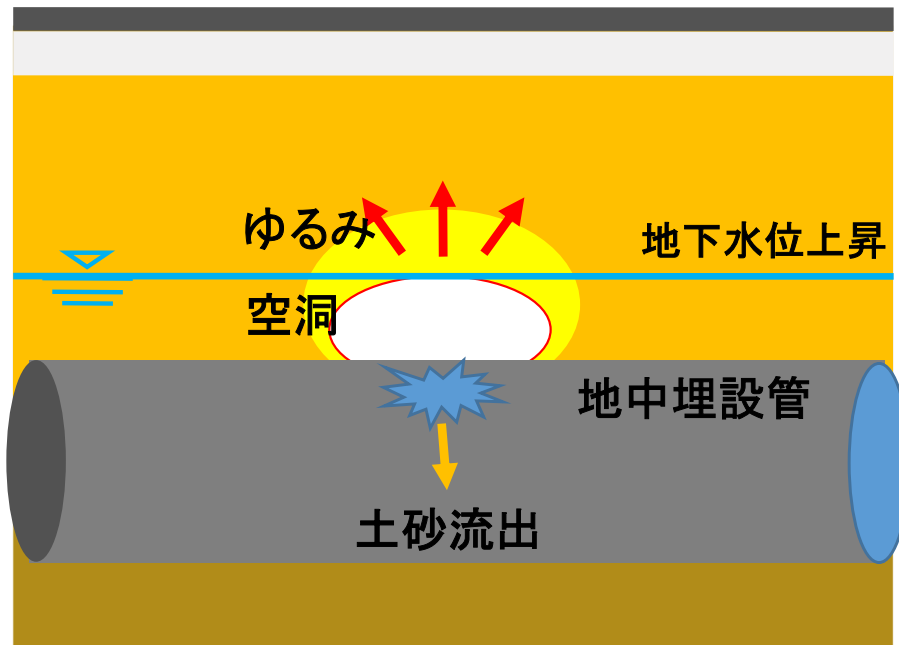 ゆるみ
地下水位上昇
空洞
地中埋設管
土砂流出